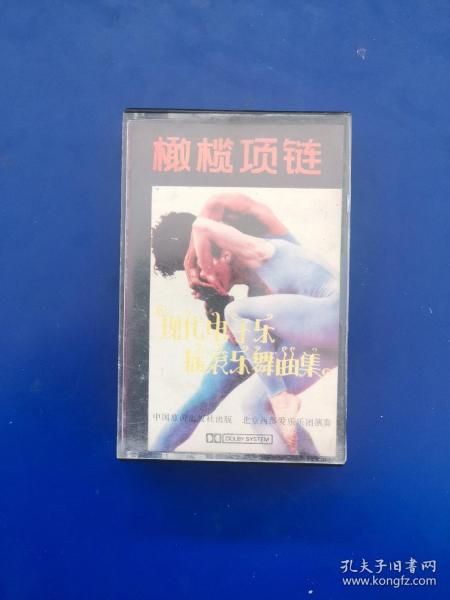 橄榄项链
现代电子乐
摇滚乐舞曲集
中国旅游出版社出版 北京西部爱乐乐团演奏
DOLBY SYSTEM
孔夫子旧书网
www.kongfz.com